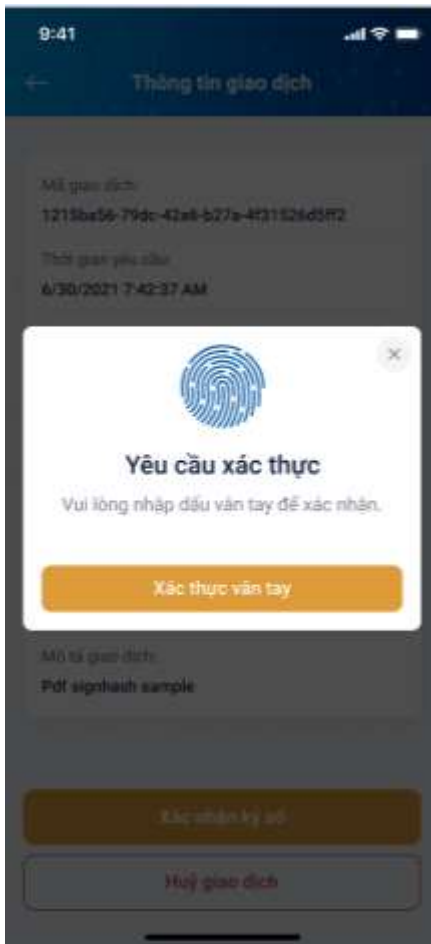 9:41
Thông tin giao dịch
Mã giao dịch:
1215ba56-79dc-42a6-b27a-4f31526d5ff2
Thời gian yêu cầu:
6/30/2021 7:42:37 AM
Yêu cầu xác thực
Vui lòng nhập dấu vân tay để xác nhận.
Xác thực vân tay
Mô tả giao dịch:
Pdf signhash sample
Xác nhận ký số
Huỷ giao dịch